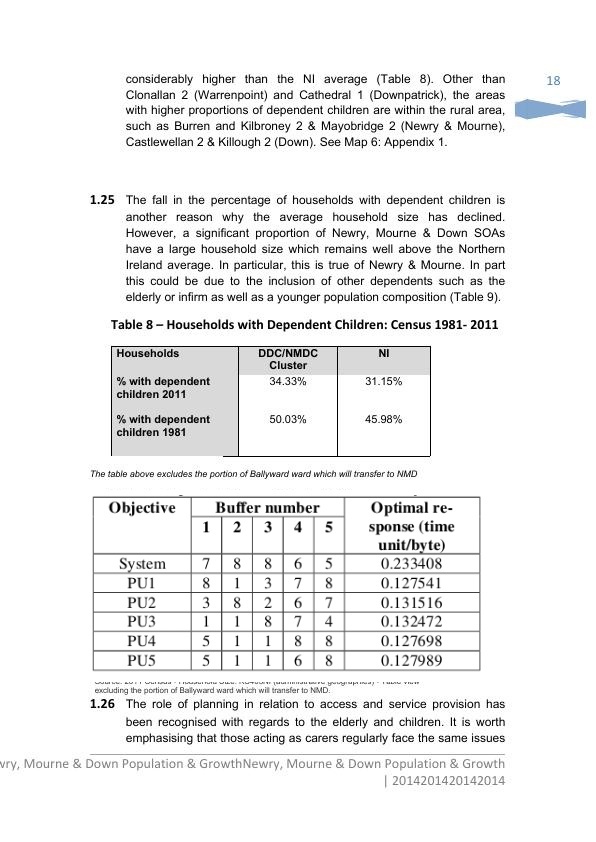 considerably higher than the NI average (Table 8). Other than
18
Clonallan 2 (Warrenpoint) and Cathedral 1 (Downpatrick), the areas
with higher proportions of dependent children are within the rural area,
such as Burren and Kilbroney 2 & Mayobridge 2 (Newry & Mourne),
Castlewellan 2 & Killough 2 (Down). See Map 6: Appendix 1.
1.25 The fall in the percentage of households with dependent children is
another reason why the average household size has declined.
However, a significant proportion of Newry, Mourne & Down SOAs
have a large household size which remains well above the Northern
Ireland average. In particular, this is true of Newry & Mourne. In part
this could be due to the inclusion of other dependents such as the
elderly or infirm as well as a younger population composition (Table 9).
Table 8 – Households with Dependent Children: Census 1981- 2011
Households DDC/NMDC NI
Cluster
% with dependent 34.33% 31.15%
children 2011
% with dependent 50.03% 45.98%
children 1981
The table above excludes the portion of Ballyward ward which will transfer to NMD
Objective Buffer number Optimal re-
1 2 3 4 5 sponse (time
unit/byte)
System 7 8 8 6 5 0.233408
PU1 8 1 3 7 8 0.127541
PU2 3 8 2 6 7 0.131516
PU3 1 1 8 7 4 0.132472
PU4 5 1 1 8 8 0.127698
PU5 5 1 1 6 8 0.127989
excluding the portion of Ballyward ward which will transfer to NMD.
1.26 The role of planning in relation to access and service provision has
been recognised with regards to the elderly and children. It is worth
emphasising that those acting as carers regularly face the same issues
wry, Mourne & Down Population & GrowthNewry, Mourne & Down Population & Growth
| 2014201420142014